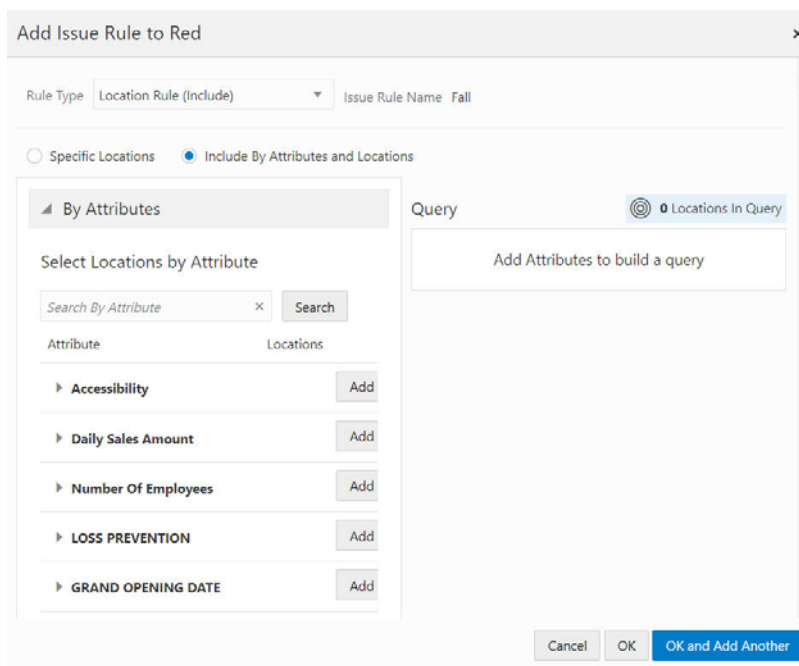 Add Issue Rule to Red
Rule Type Location Rule (Include) Issue Rule Name Fall
Specific Locations Include By Attributes and Locations
By Attributes
Select Locations by Attribute
Search By Attribute × Search
Attribute Locations
Accessibility Add
Daily Sales Amount Add
Number Of Employees Add
LOSS PREVENTION Add
GRAND OPENING DATE Add
Query 0 Locations In Query
Add Attributes to build a query
Cancel OK OK and Add Another